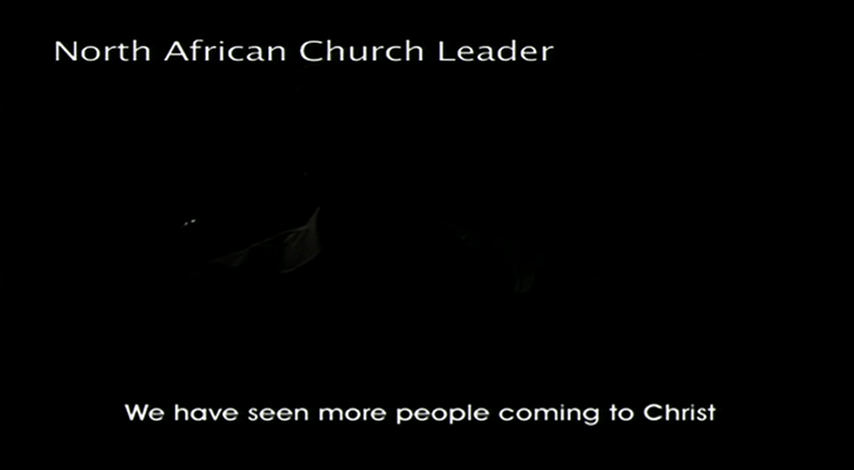 North African Church Leader
We have seen more people coming to Christ